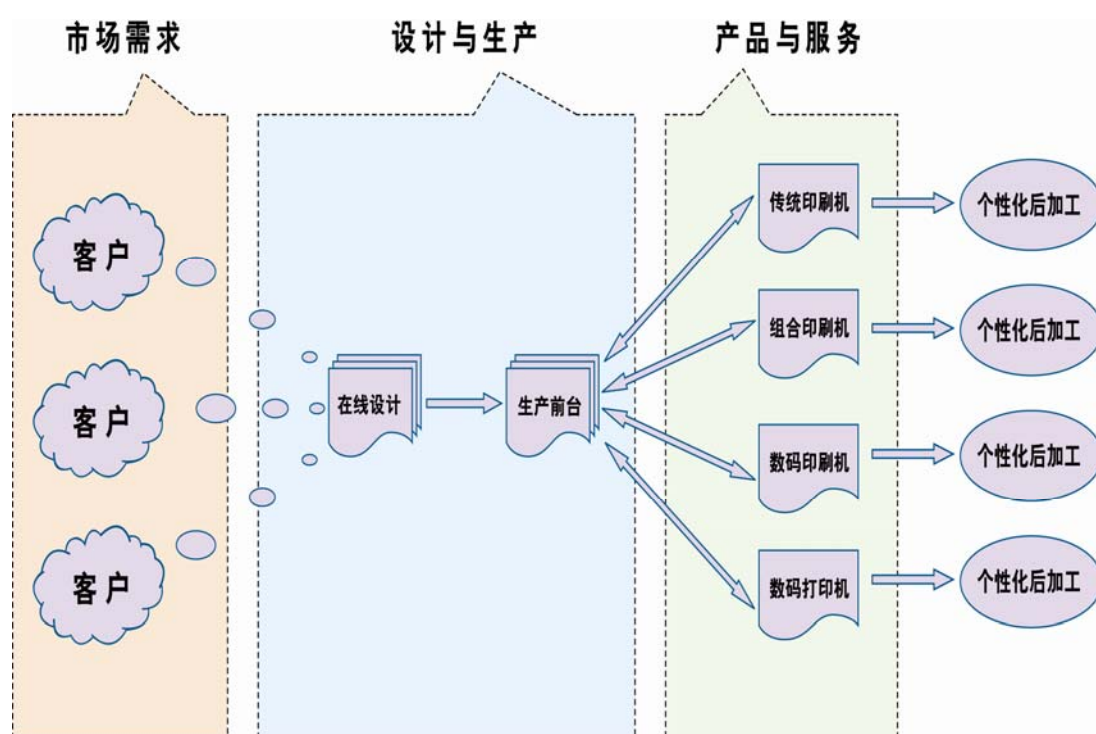 市场需求
设计与生产
产品与服务
客户
客户
客户
在线设计
生产前台
传统印刷机
个性化后加工
组合印刷机
个性化后加工
数码印刷机
个性化后加工
数码打印机
个性化后加工